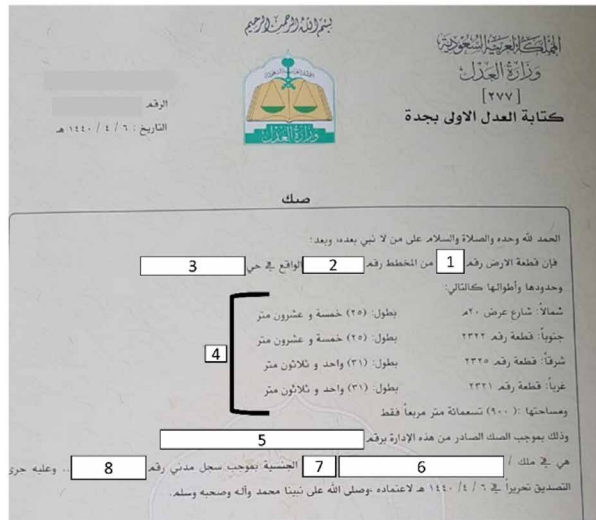 بسم الله الرحمن الرحيم
المملكة العربية السعودية
وزارة العدل
[٢٧٧]
كتابة العدل الاولى بجدة
وزارة العدل
الرقم
التاريخ : ٦ / ٤ / ١٤٤٠ هـ
صك
الحمد لله وحده والصلاة والسلام على من لا نبي بعده، وبعد:
فإن قطعة الارض رقم 1 من المخطط رقم 2 الواقع في حي 3
وحدودها وأطوالها كالتالي:
شمالاً: شارع عرض ٢٠م بطول: (٢٥) خمسة و عشرون متر
جنوباً: قطعة رقم ٢٣٢٢ بطول: (٢٥) خمسة و عشرون متر
4
شرقاً: قطعة رقم ٢٣٢٥ بطول: (٣١) واحد و ثلاثون متر
غرباً: قطعة رقم ٢٣٢١ بطول: (٣١) واحد و ثلاثون متر
ومساحتها :( ٩٠٠) تسعمائة متر مربعاً فقط
وذلك بموجب الصك الصادر من هذه الإدارة برقم 5
هي في ملك / 6 7 الجنسية بموجب سجل مدني رقم 8 .. وعليه جرى
التصديق تحريراً في ٦ /٤ / ١٤٤٠ هـ لاعتماده ،وصلى الله على نبينا محمد وآله وصحبه وسلم.